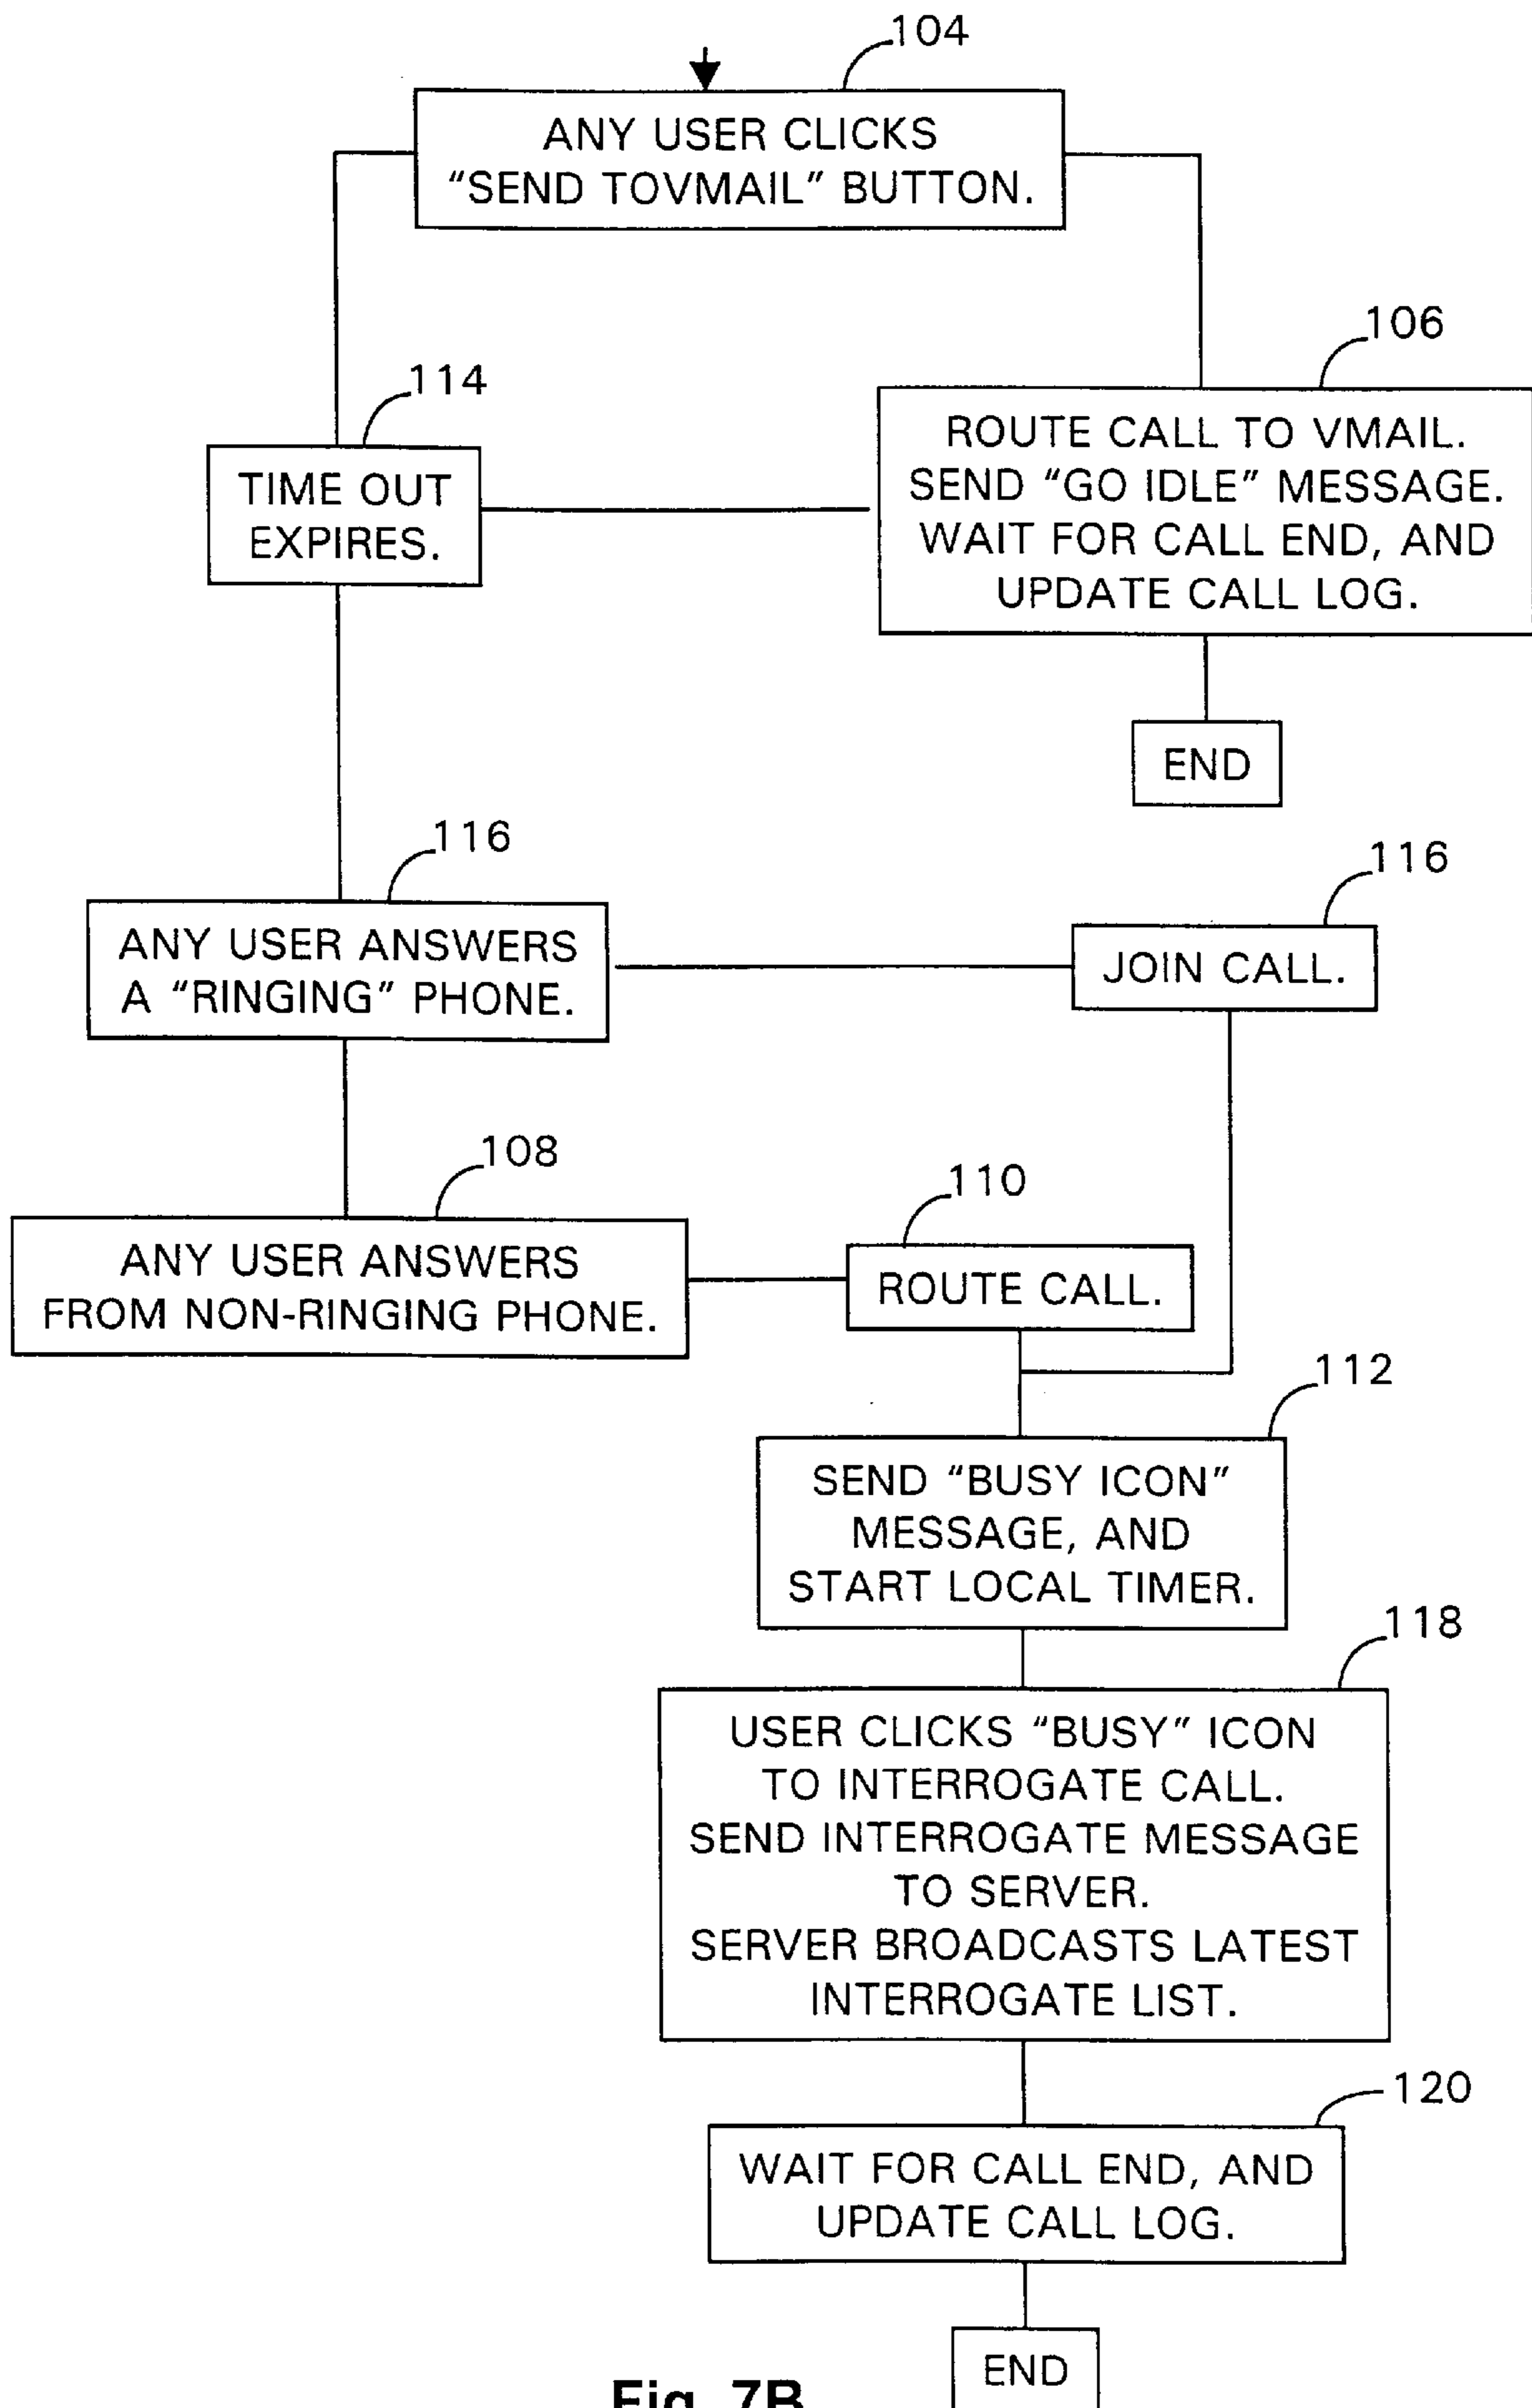 104
ANY USER CLICKS
“SEND TOVMAIL” BUTTON.
106
ROUTE CALL TO VMAIL.
SEND “GO IDLE” MESSAGE.
WAIT FOR CALL END, AND
UPDATE CALL LOG.
114
TIME OUT
EXPIRES.
END
116
ANY USER ANSWERS
A “RINGING” PHONE.
116
JOIN CALL.
108
ANY USER ANSWERS
FROM NON-RINGING PHONE.
110
ROUTE CALL.
112
SEND “BUSY ICON”
MESSAGE, AND
START LOCAL TIMER.
118
USER CLICKS “BUSY” ICON
TO INTERROGATE CALL.
SEND INTERROGATE MESSAGE
TO SERVER.
SERVER BROADCASTS LATEST
INTERROGATE LIST.
120
WAIT FOR CALL END, AND
UPDATE CALL LOG.
END
Fig. 7B